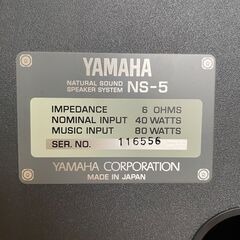 YAMAHA
NATURAL SOUND
SPEAKER SYSTEM NS-5
IMPEDANCE 6 OHMS
NOMINAL INPUT 40 WATTS
MUSIC INPUT 80 WATTS
SER. NO. 116556
YAMAHA CORPORATION
MADE IN JAPAN